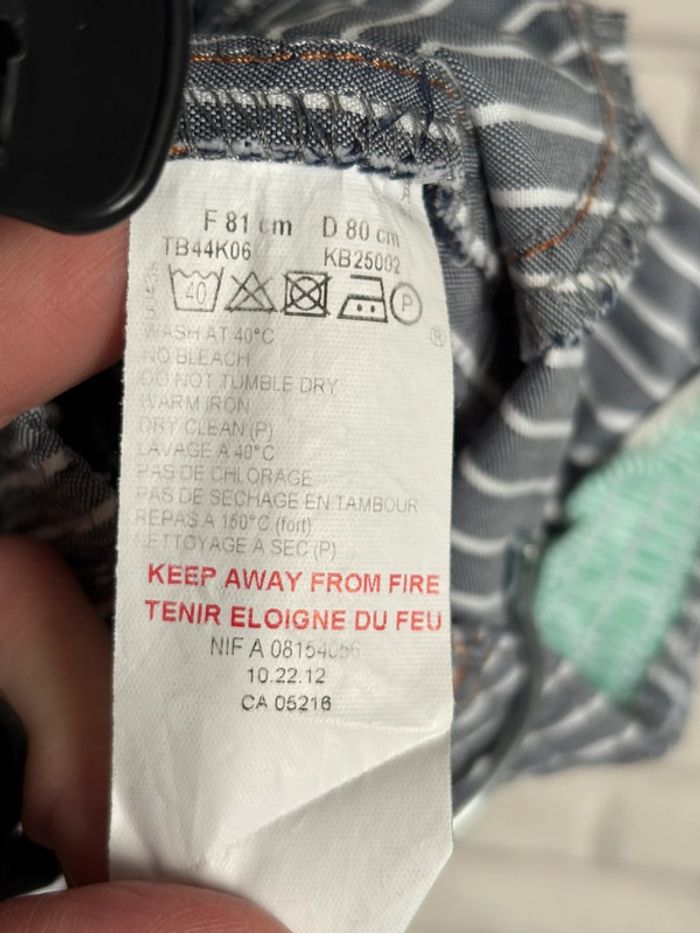 F 81 cm D 80 cm
TB44K06 KB25002
40 P
®
WASH AT 40°C
NO BLEACH
DO NOT TUMBLE DRY
WARM IRON
DRY CLEAN (P)
LAVAGE A 40°C
PAS DE CHLORAGE
PAS DE SECHAGE EN TAMBOUR
REPAS A 150°C (fort)
NETTOYAGE A SEC (P)
KEEP AWAY FROM FIRE
TENIR ELOIGNE DU FEU
NIF A
10.22.12
CA 05216